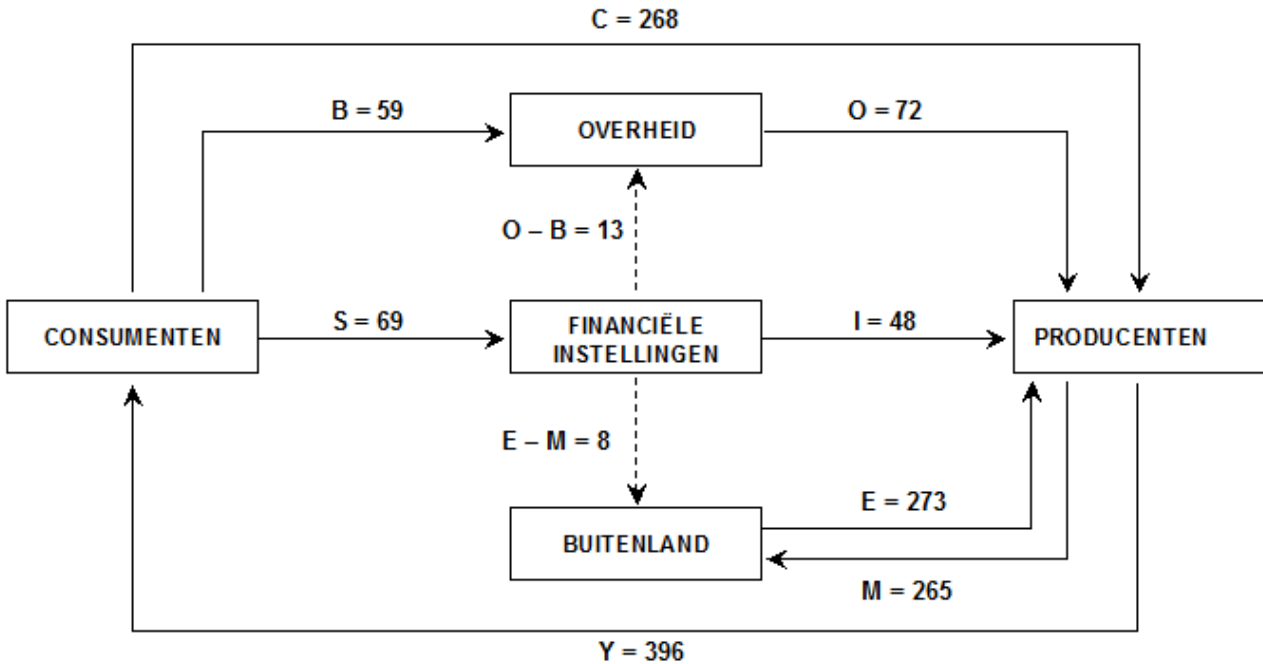 C = 268
B = 59
OVERHEID
O = 72
O – B = 13
CONSUMENTEN
S = 69
FINANCIËLE
INSTELLINGEN
I = 48
PRODUCENTEN
E – M = 8
E = 273
BUITENLAND
M = 265
Y = 396